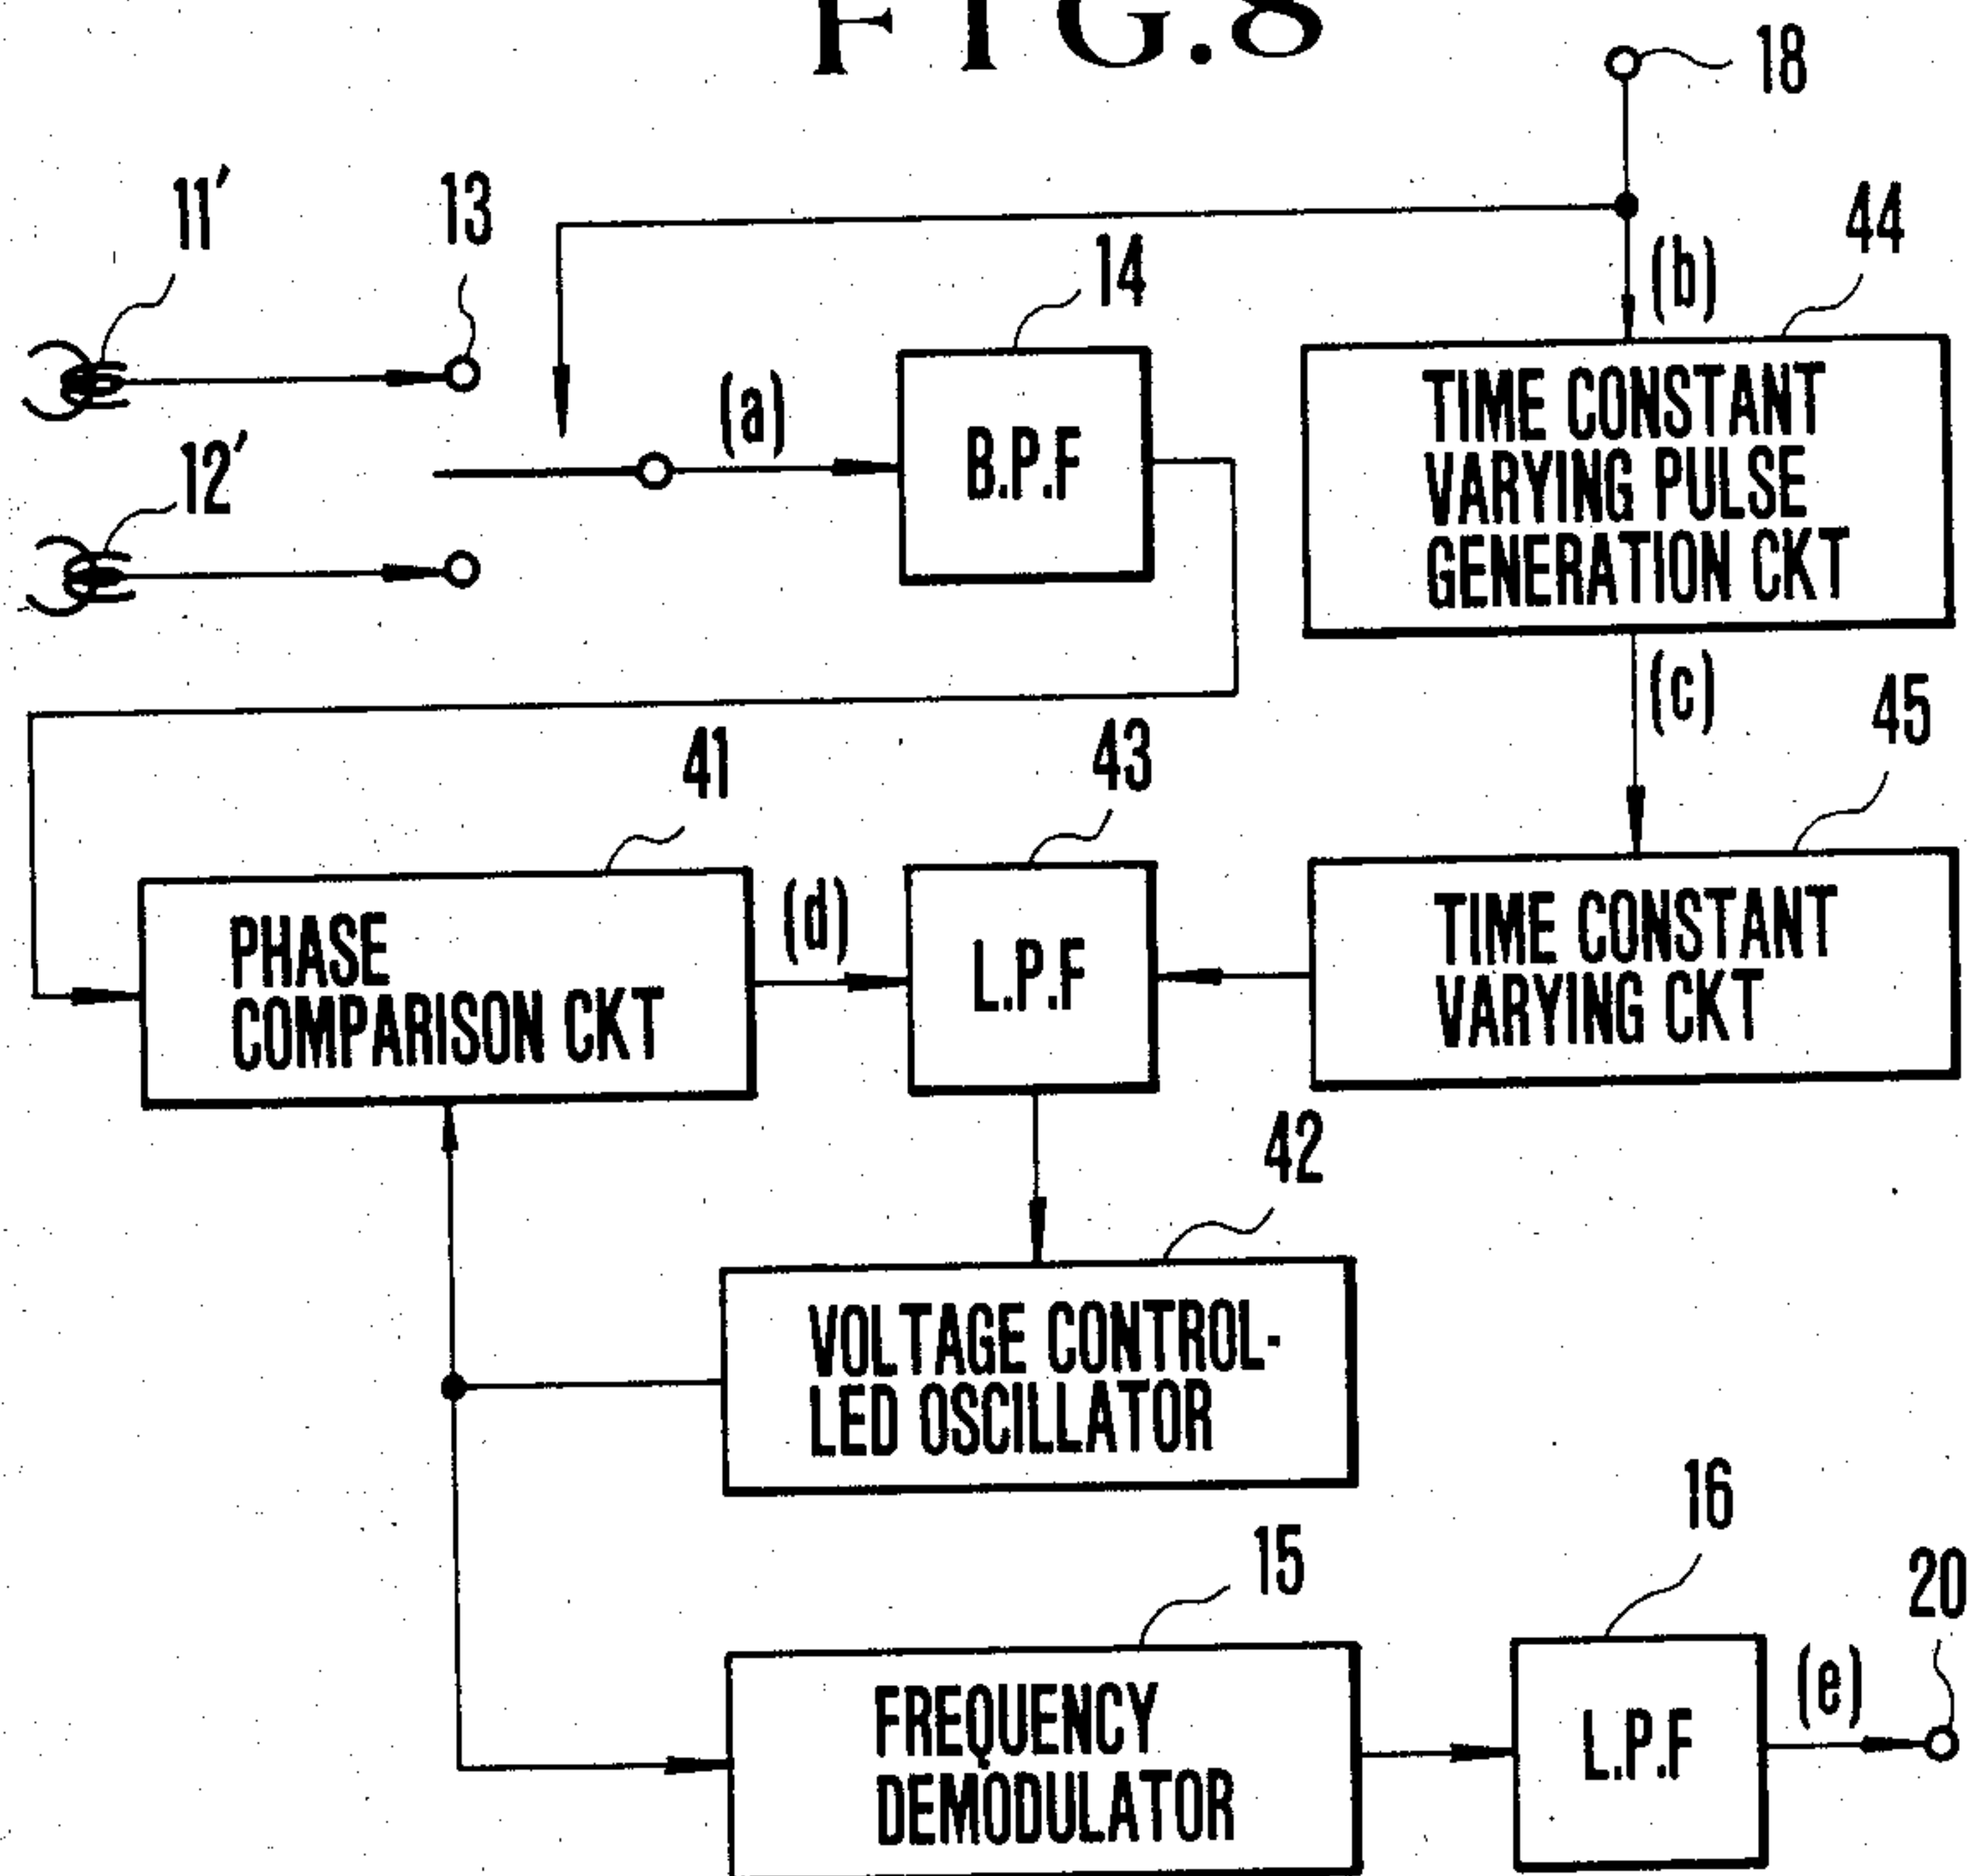 FIG.8
18
11′
13
14
(b)
44
(a)
B.P.F
TIME CONSTANT
VARYING PULSE
GENERATION CKT
12′
(c)
45
41
43
(d)
PHASE
COMPARISON CKT
L.P.F
TIME CONSTANT
VARYING CKT
42
VOLTAGE CONTROL-
LED OSCILLATOR
15
16
20
FREQUENCY
DEMODULATOR
L.P.F
(e)